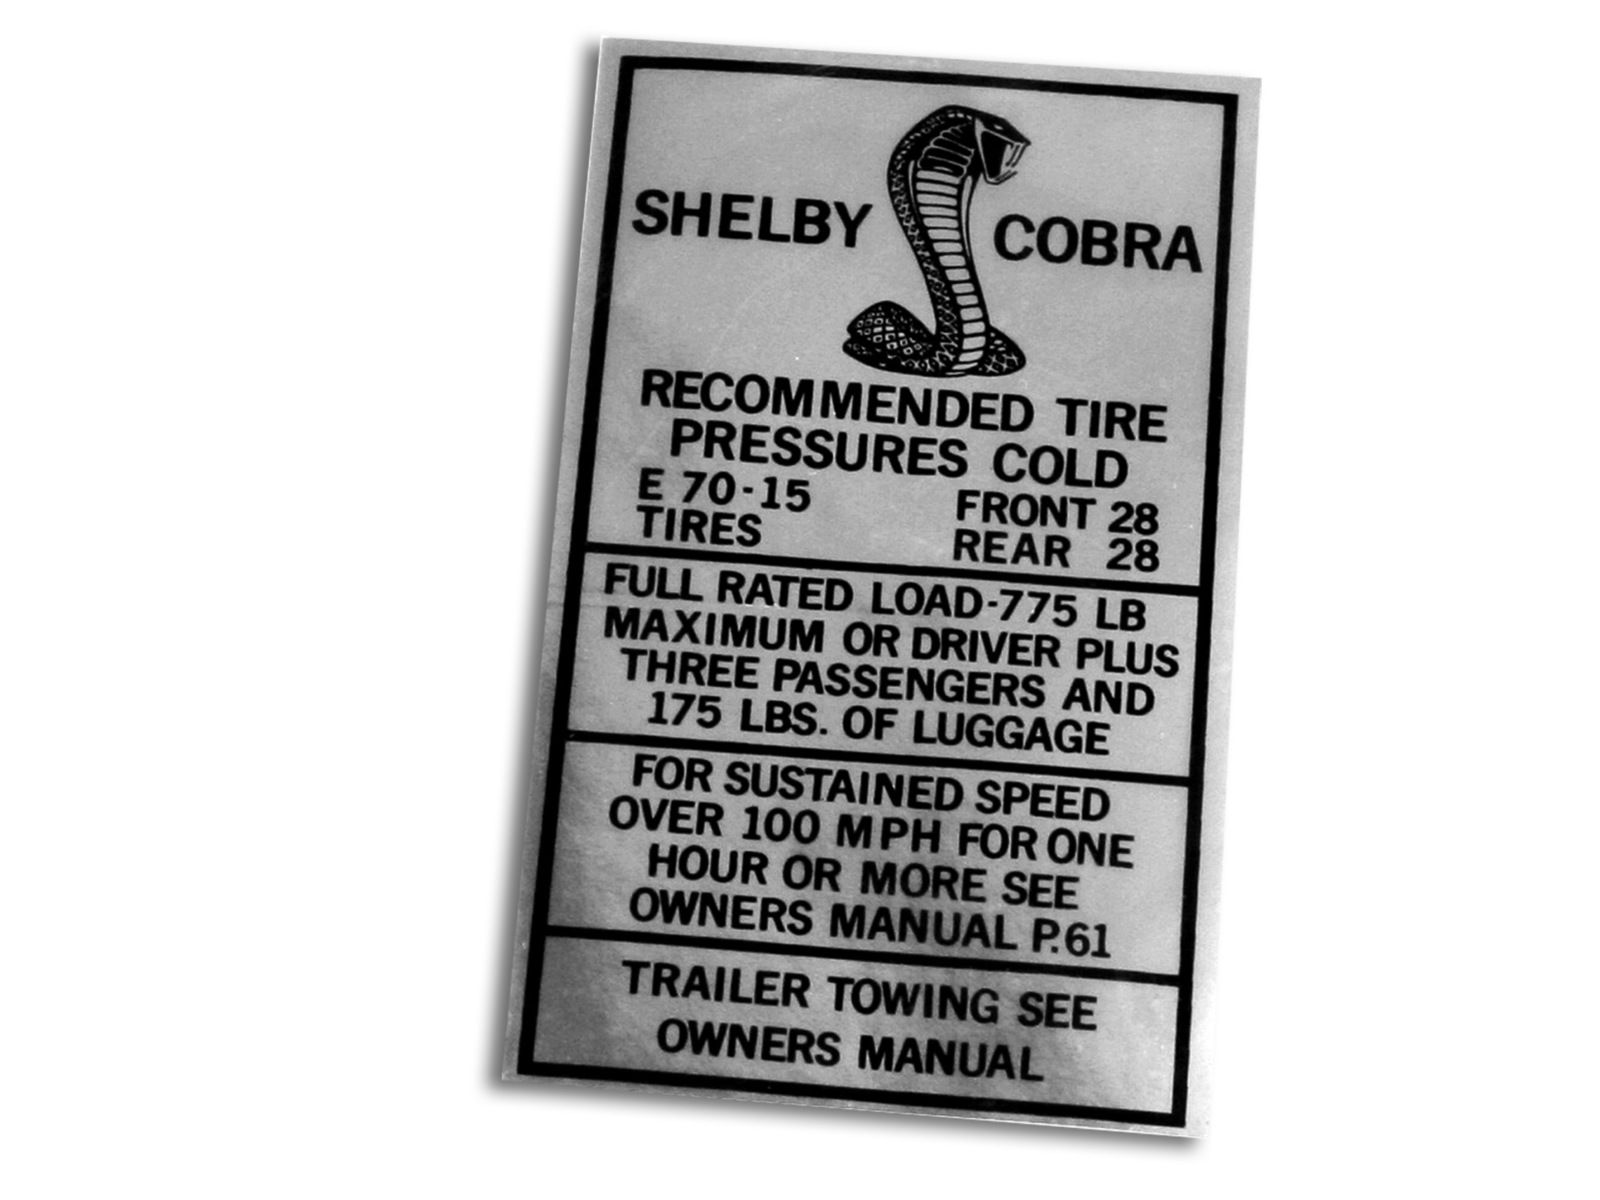 SHELBY COBRA
RECOMMENDED TIRE
PRESSURES COLD
E 70-15 FRONT 28
TIRES REAR 28
FULL RATED LOAD-775 LB
MAXIMUM OR DRIVER PLUS
THREE PASSENGERS AND
175 LBS. OF LUGGAGE
FOR SUSTAINED SPEED
OVER 100 MPH FOR ONE
HOUR OR MORE SEE
OWNERS MANUAL P.61
TRAILER TOWING SEE
OWNERS MANUAL